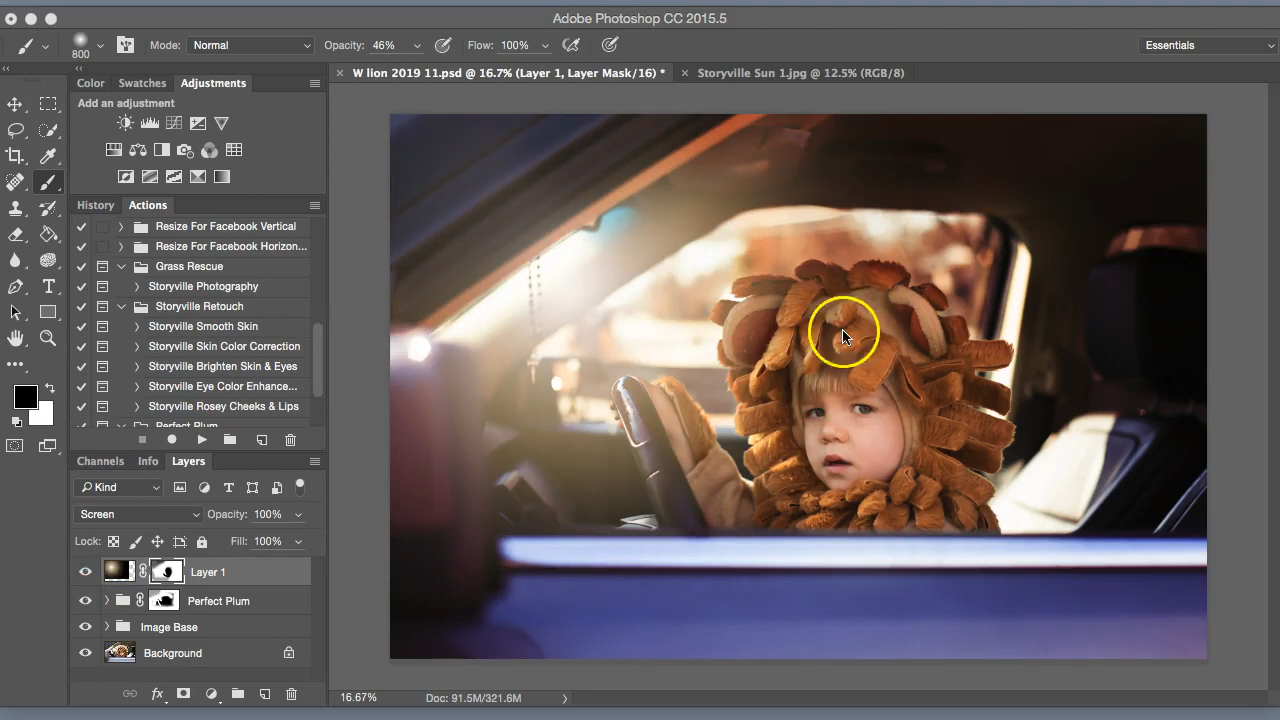 Adobe Photoshop CC 2015.5
800
Mode: Normal
Opacity: 46%
Flow: 100%
Essentials
W lion 2019 11.psd @ 16.7% (Layer 1, Layer Mask/16) *
Storyville Sun 1.jpg @ 12.5% (RGB/8)
Color Swatches Adjustments
Add an adjustment
History Actions
Resize For Facebook Vertical
Resize For Facebook Horizon...
Grass Rescue
Storyville Photography
Storyville Retouch
Storyville Smooth Skin
Storyville Skin Color Correction
Storyville Brighten Skin & Eyes
Storyville Eye Color Enhance...
Storyville Rosey Cheeks & Lips
Perfect Plum
Channels Info Layers
Kind
Screen Opacity: 100%
Lock: Fill: 100%
Layer 1
Perfect Plum
Image Base
Background
fx
16.67% Doc: 91.5M/321.8M